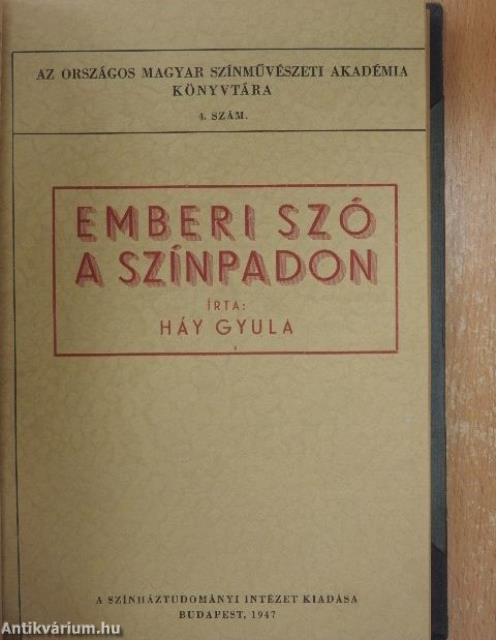 AZ ORSZÁGOS MAGYAR SZÍNMŰVÉSZETI AKADÉMIA
KÖNYVTÁRA
4. SZÁM.
EMBERI SZÓ
A SZÍNPADON
ÍRTA:
HÁY GYULA
A SZÍNHÁZTUDOMÁNYI INTÉZET KIADÁSA
BUDAPEST, 1947
Antikvárium.hu